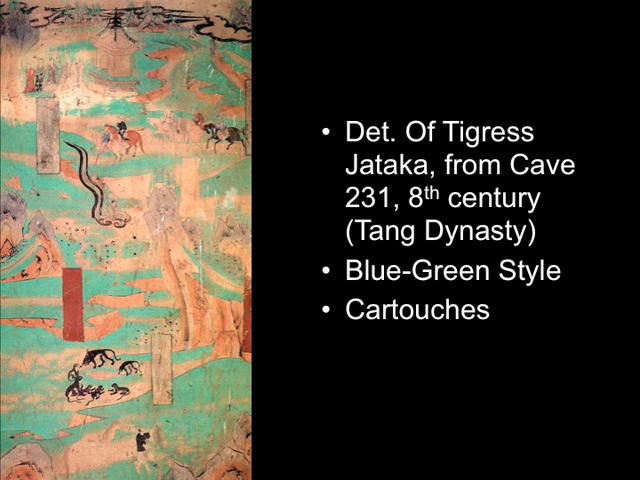 • Det. Of Tigress
Jataka, from Cave
231, 8th century
(Tang Dynasty)
• Blue-Green Style
• Cartouches